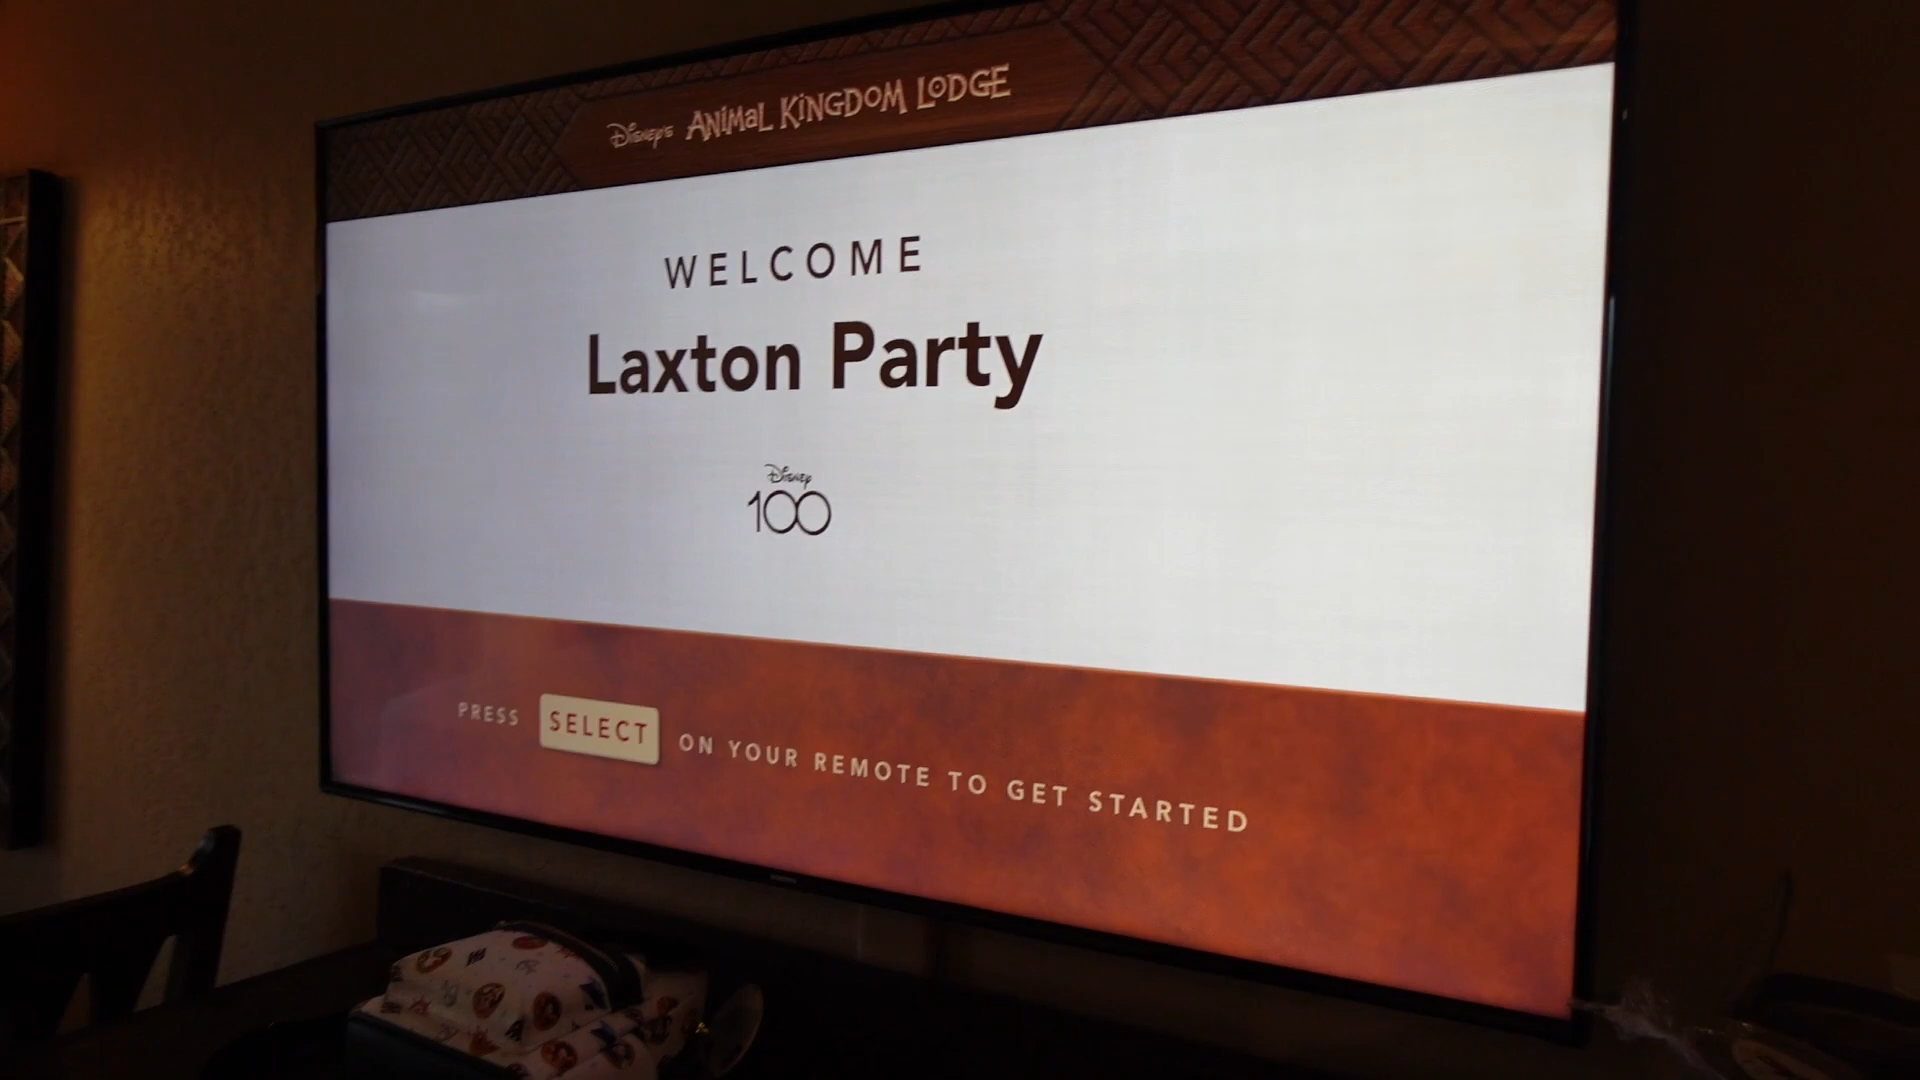 Disney's Animal Kingdom Lodge
WELCOME
Laxton Party
Disney
100
PRESS SELECT ON YOUR REMOTE TO GET STARTED